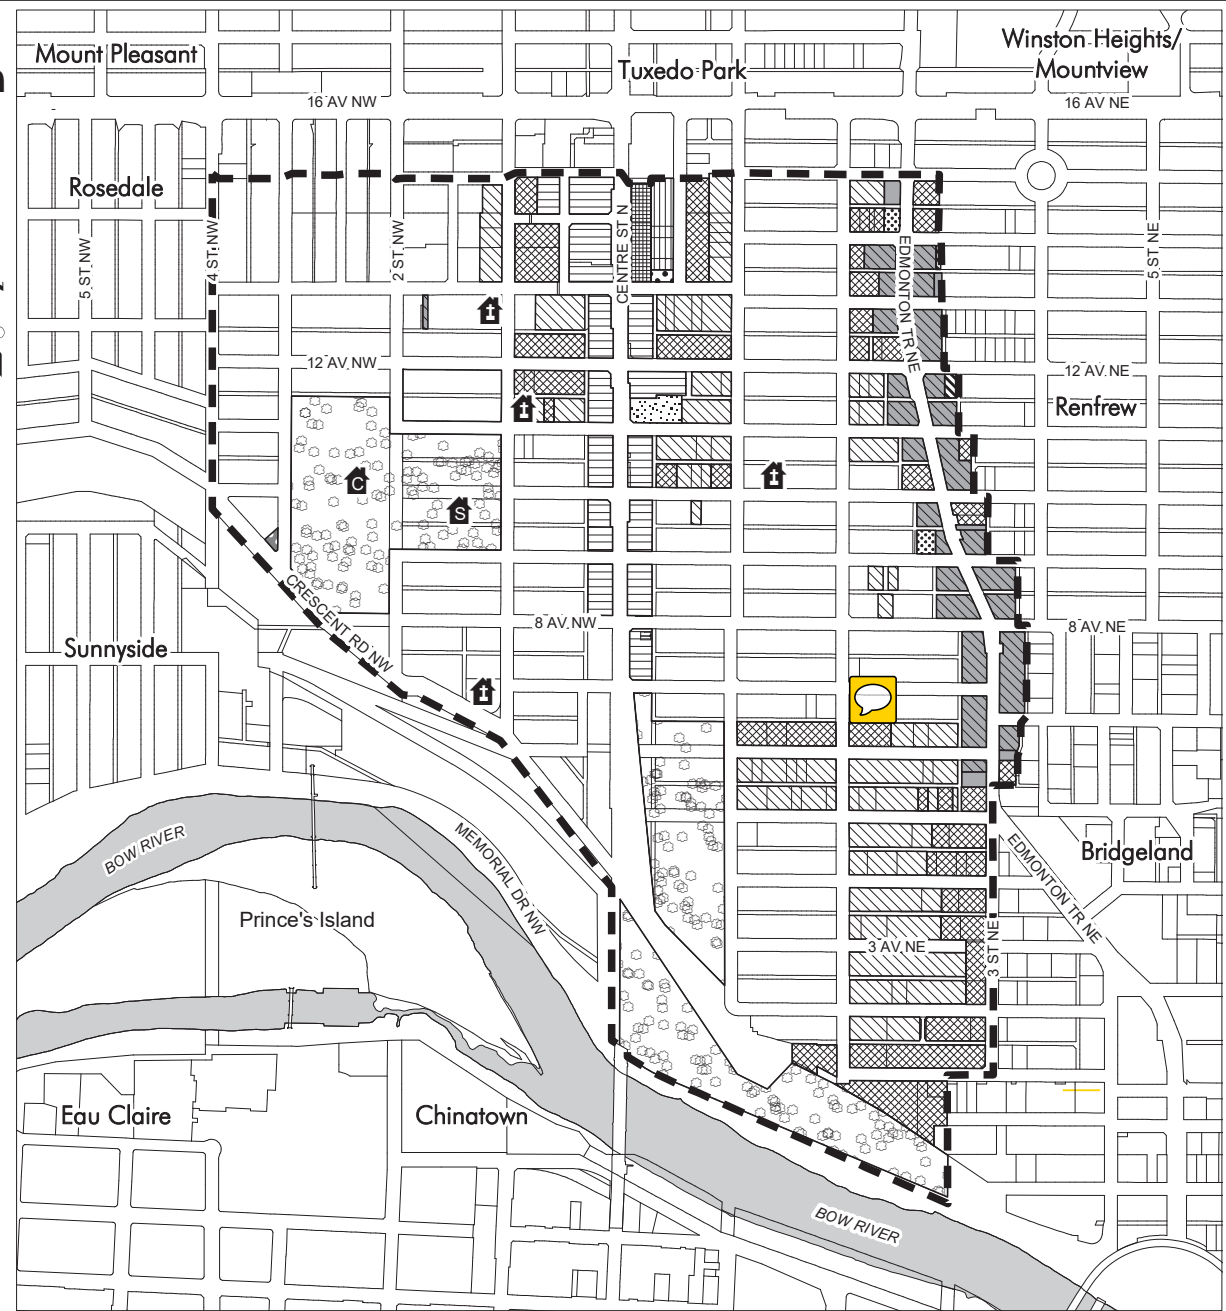 Mount Pleasant
Tuxedo Park
Winston Heights/
Mountview
16 AV NW
16 AV NE
Rosedale
5 ST NW
4 ST NW
2 ST NW
CENTRE ST N
EDMONTON TR NE
5 ST NE
12 AV NW
12 AV NE
Renfrew
C
S
CRESCENT RD NW
8 AV NW
8 AV NE
Sunnyside
BOW RIVER
MEMORIAL DR NW
EDMONTON TR NE
Bridgeland
Prince's Island
3 AV NE
3 ST NE
Eau Claire
Chinatown
BOW RIVER